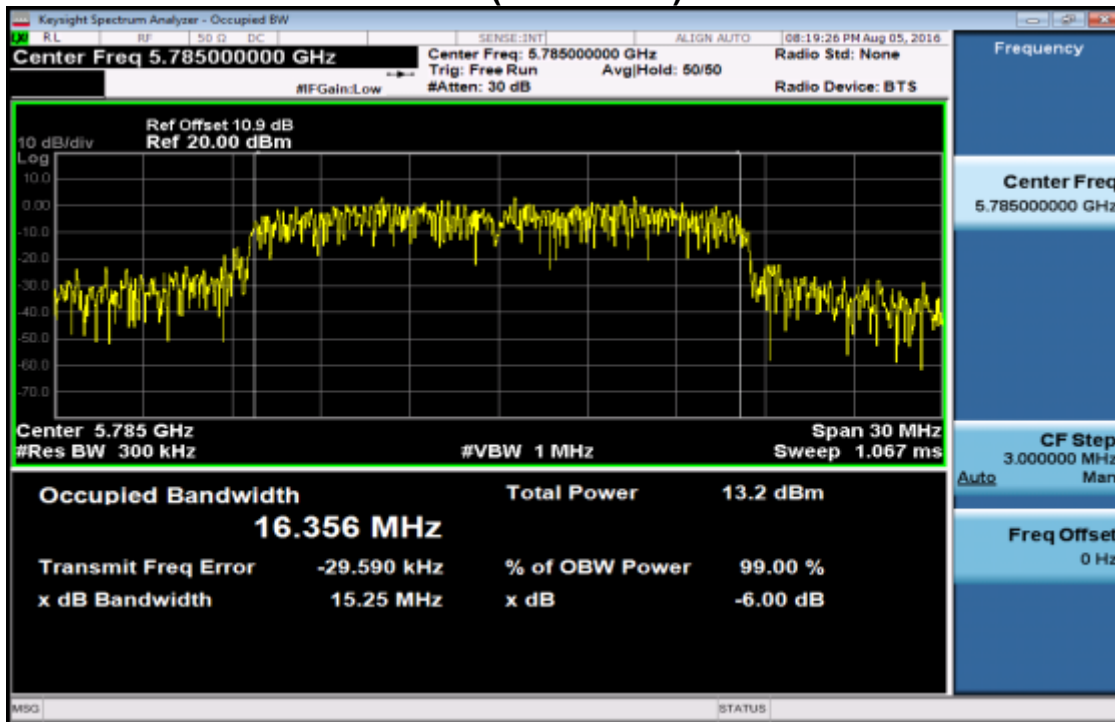 Keysight Spectrum Analyzer - Occupied BW
RL RF 50 Ω DC SENSE:INT ALIGN AUTO 08:19:26 PM Aug 05, 2016
Center Freq 5.785000000 GHz
Center Freq: 5.785000000 GHz Radio Std: None
Trig: Free Run Avg|Hold: 50/50
#IFGain:Low #Atten: 30 dB Radio Device: BTS
Ref Offset 10.9 dB
10 dB/div Ref 20.00 dBm
Log
10.0
0.00
-10.0
-20.0
-30.0
-40.0
-50.0
-60.0
-70.0
Center 5.785 GHz Span 30 MHz
#Res BW 300 kHz #VBW 1 MHz Sweep 1.067 ms
Occupied Bandwidth Total Power 13.2 dBm
16.356 MHz
Transmit Freq Error -29.590 kHz % of OBW Power 99.00 %
x dB Bandwidth 15.25 MHz x dB -6.00 dB
MSG STATUS
Frequency
Center Freq
5.785000000 GHz
CF Step
3.000000 MHz
Auto Man
Freq Offset
0 Hz